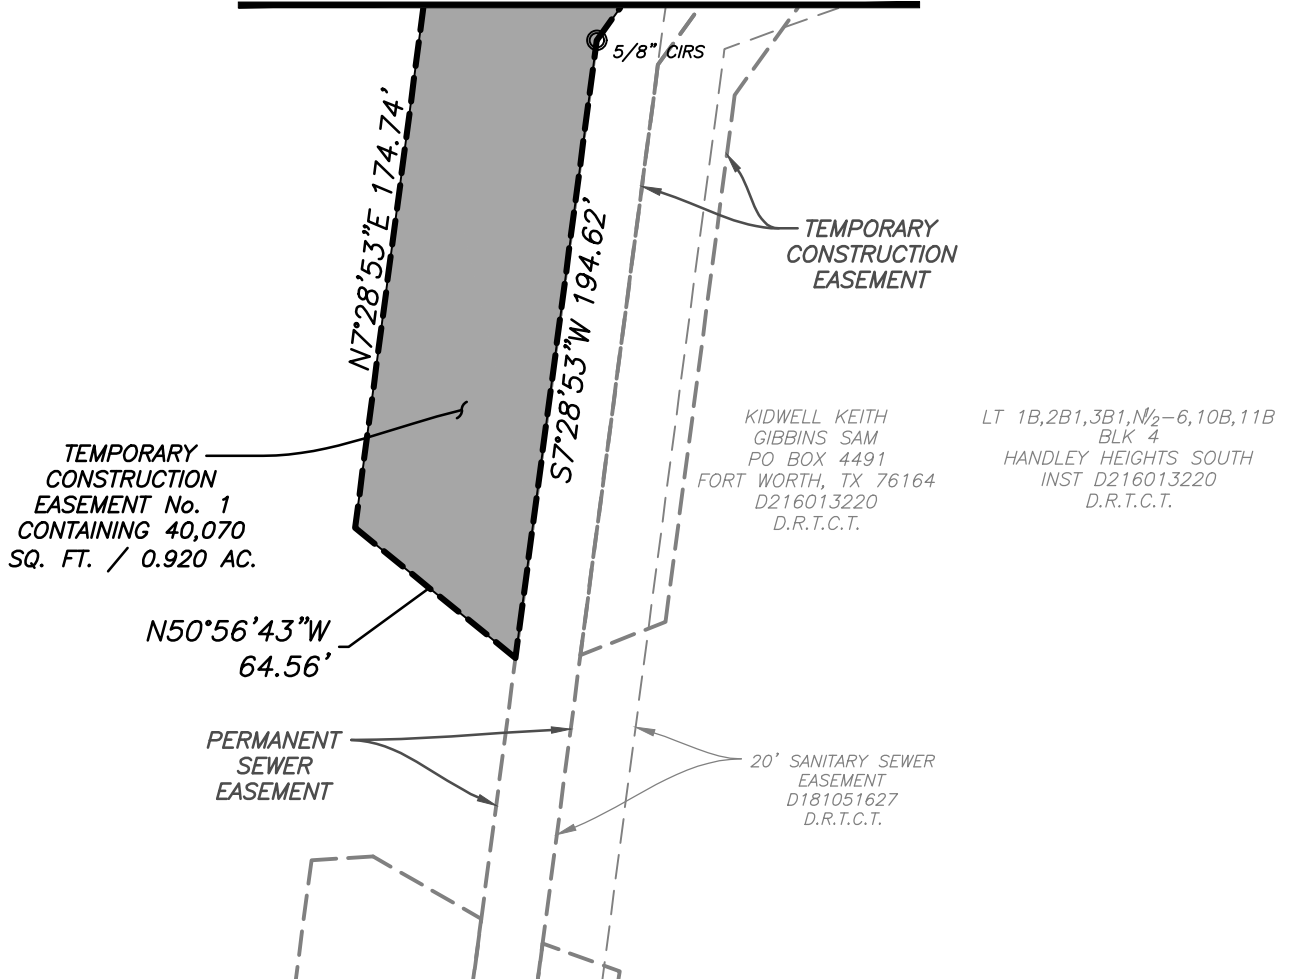 5/8" CIRS
N7°28'53"E 174.74'
S7°28'53"W 194.62'
TEMPORARY
CONSTRUCTION
EASEMENT
KIDWELL KEITH
GIBBINS SAM
PO BOX 4491
FORT WORTH, TX 76164
D216013220
D.R.T.C.T.
LT 1B,2B1,3B1,N½-6,10B,11B
BLK 4
HANDLEY HEIGHTS SOUTH
INST D216013220
D.R.T.C.T.
TEMPORARY
CONSTRUCTION
EASEMENT No. 1
CONTAINING 40,070
SQ. FT. / 0.920 AC.
N50°56'43"W
64.56'
PERMANENT
SEWER
EASEMENT
20' SANITARY SEWER
EASEMENT
D181051627
D.R.T.C.T.